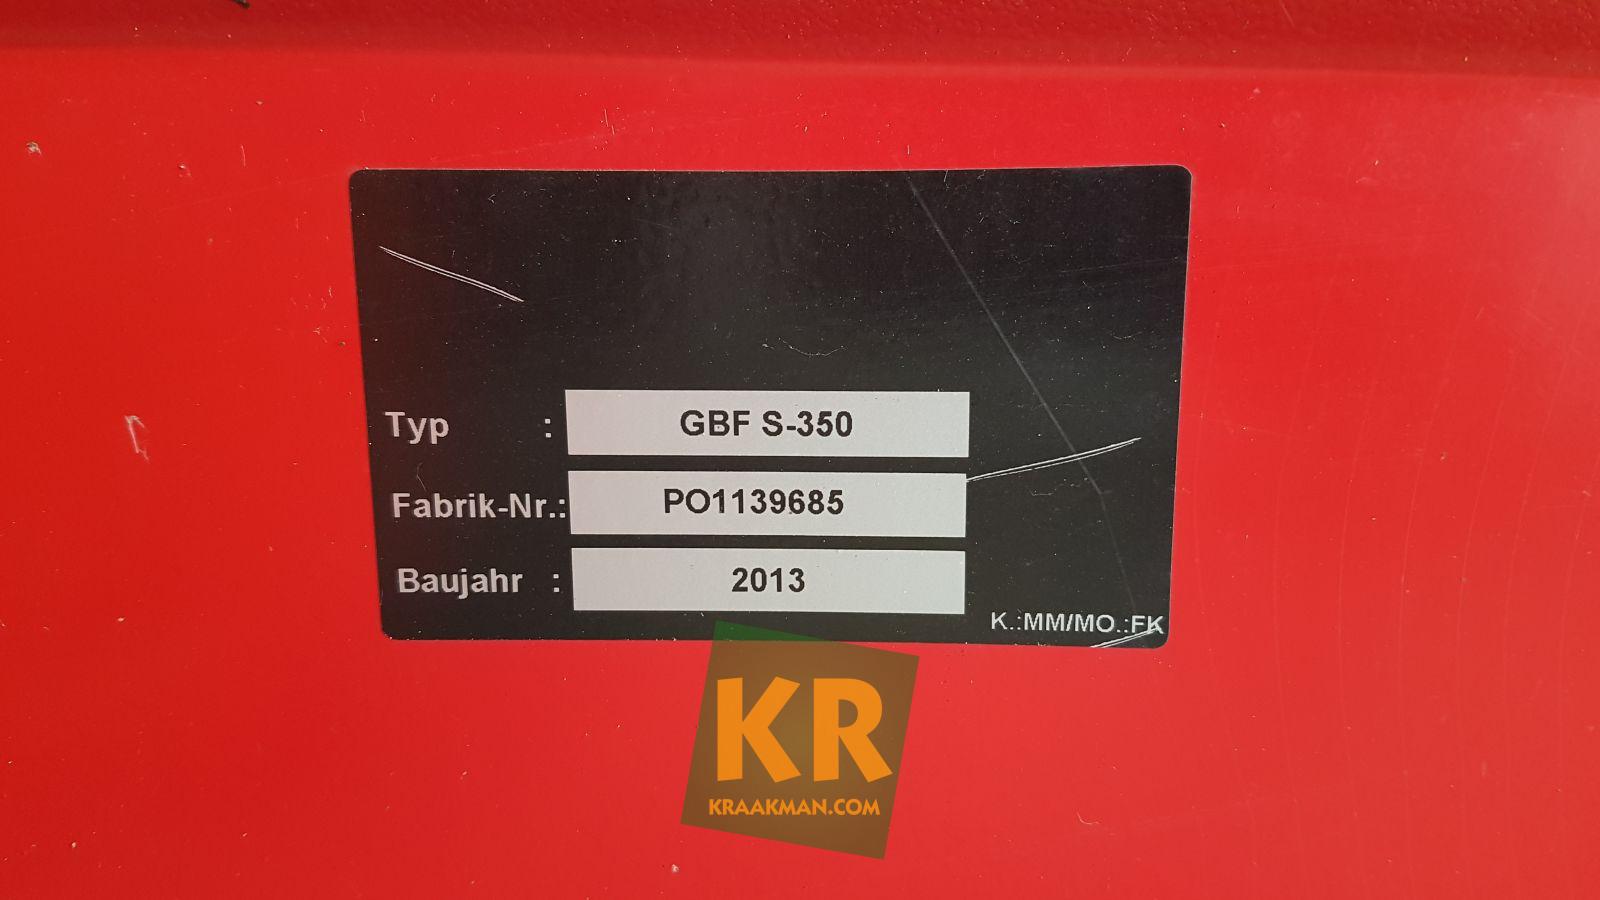 Typ : GBF S-350
Fabrik-Nr.: PO1139685
Baujahr : 2013
K.:MM/MO.:FK
KR
KRAAKMAN.COM